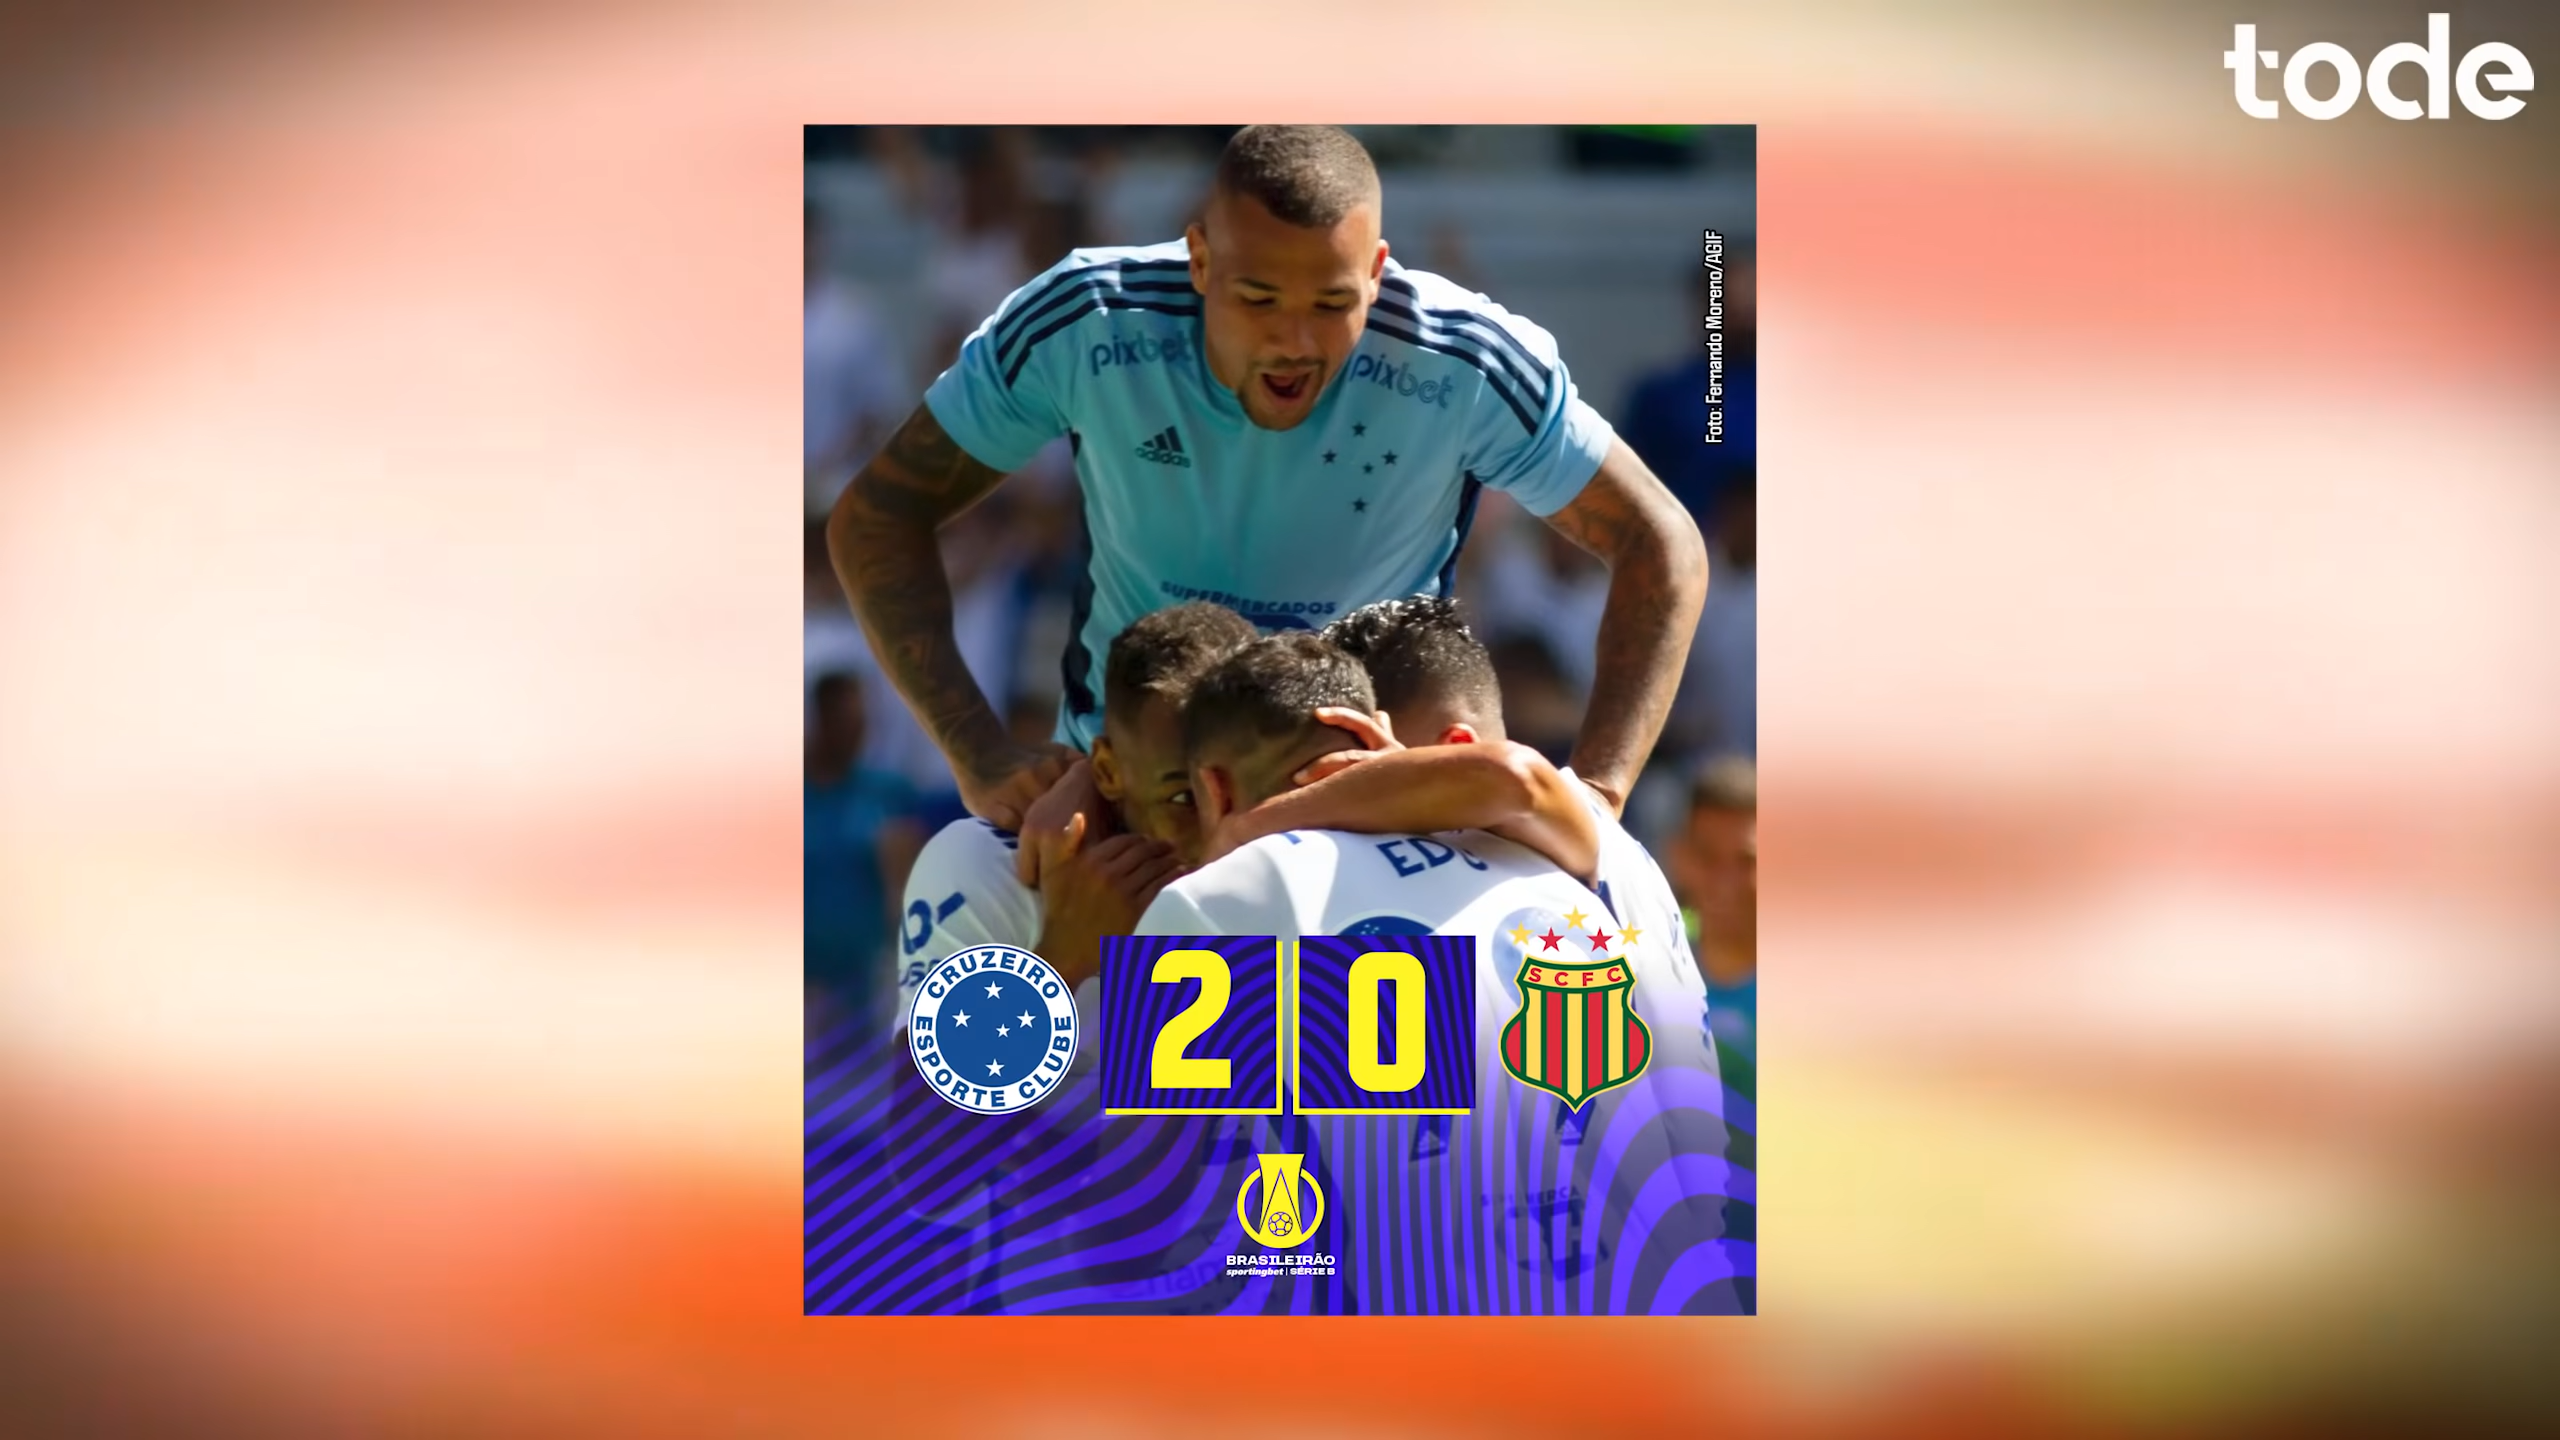 tode
Foto: Fernando Moreno/AGIF
pixbet pixbet
adidas
SUPERMERCADOS
EDU
CRUZEIRO
ESPORTE CLUBE
2 0
SCFC
BRASILEIRÃO
sportingbet | SÉRIE B